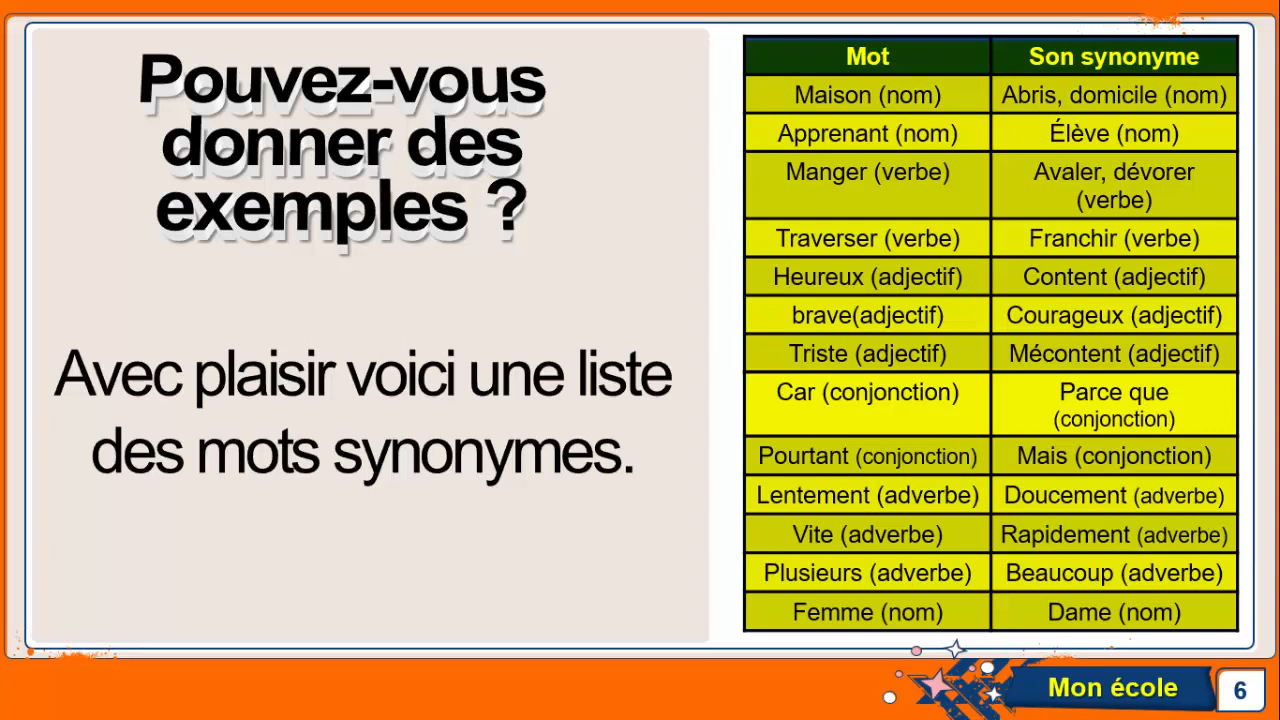 Pouvez-vous
donner des
exemples ?
Avec plaisir voici une liste
des mots synonymes.
Mot Son synonyme
Maison (nom) Abris, domicile (nom)
Apprenant (nom) Élève (nom)
Manger (verbe) Avaler, dévorer
(verbe)
Traverser (verbe) Franchir (verbe)
Heureux (adjectif) Content (adjectif)
brave(adjectif) Courageux (adjectif)
Triste (adjectif) Mécontent (adjectif)
Car (conjonction) Parce que
(conjonction)
Pourtant (conjonction) Mais (conjonction)
Lentement (adverbe) Doucement (adverbe)
Vite (adverbe) Rapidement (adverbe)
Plusieurs (adverbe) Beaucoup (adverbe)
Femme (nom) Dame (nom)
Mon école 6